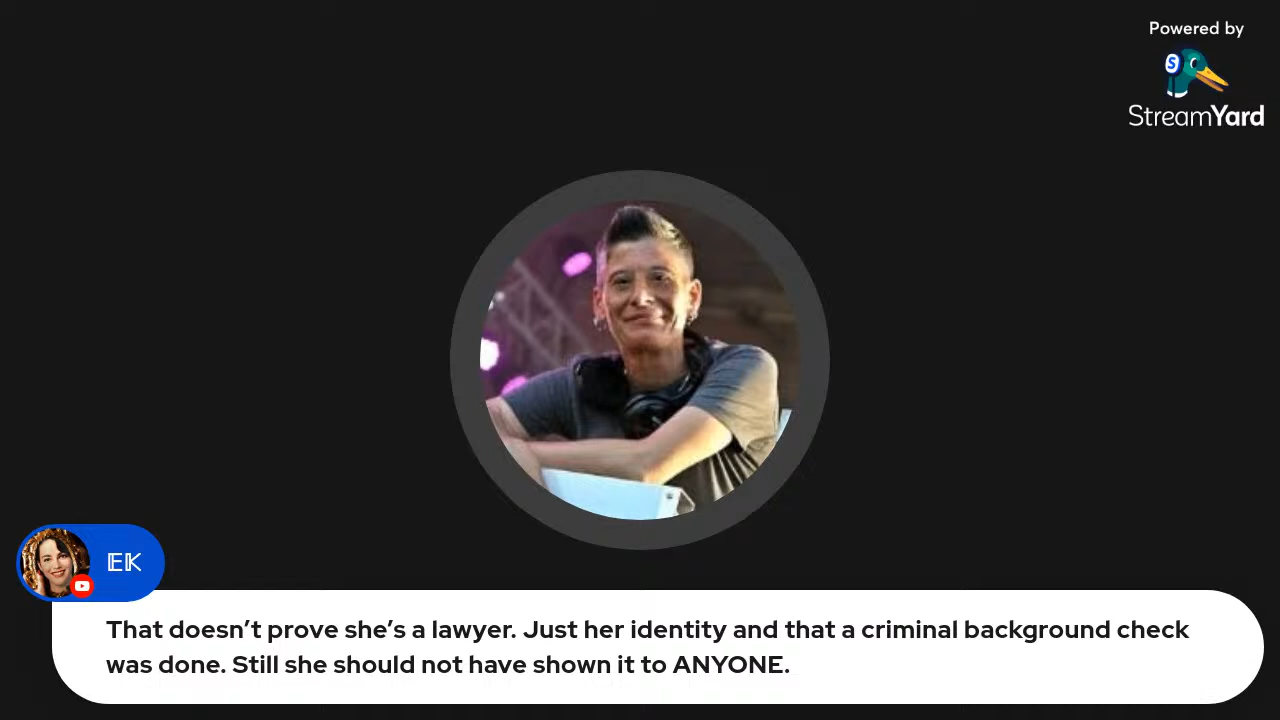 Powered by
StreamYard
𝔼𝕂
That doesn’t prove she’s a lawyer. Just her identity and that a criminal background check
was done. Still she should not have shown it to ANYONE.